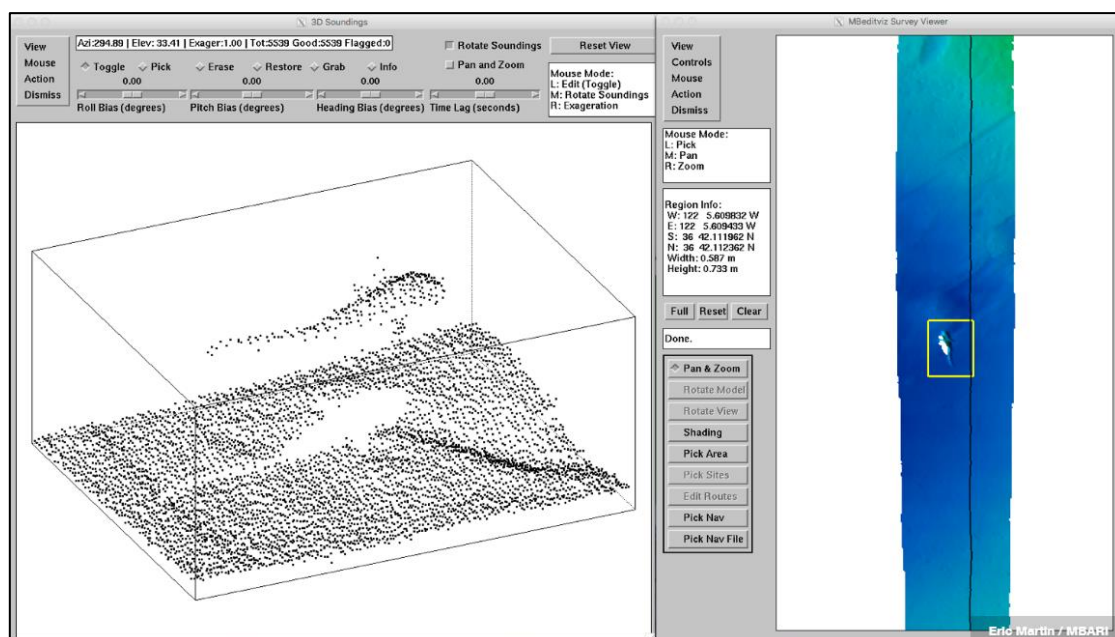 3D Soundings
View
Mouse
Action
Dismiss
Azi:294.89 | Elev: 33.41 | Exager:1.00 | Tot:5539 Good:5539 Flagged:0
Rotate Soundings
Reset View
Toggle Pick Erase Restore Grab Info
Pan and Zoom
0.00 0.00 0.00 0.00
Roll Bias (degrees) Pitch Bias (degrees) Heading Bias (degrees) Time Lag (seconds)
Mouse Mode:
L: Edit (Toggle)
M: Rotate Soundings
R: Exageration
MBeditviz Survey Viewer
View
Controls
Mouse
Action
Dismiss
Mouse Mode:
L: Pick
M: Pan
R: Zoom
Region Info:
W: 122 5.609832 W
E: 122 5.609433 W
S: 36 42.111962 N
N: 36 42.112362 N
Width: 0.587 m
Height: 0.733 m
Full Reset Clear
Done.
Pan & Zoom
Rotate Model
Rotate View
Shading
Pick Area
Pick Sites
Edit Routes
Pick Nav
Pick Nav File
Eric Martin / MBARI